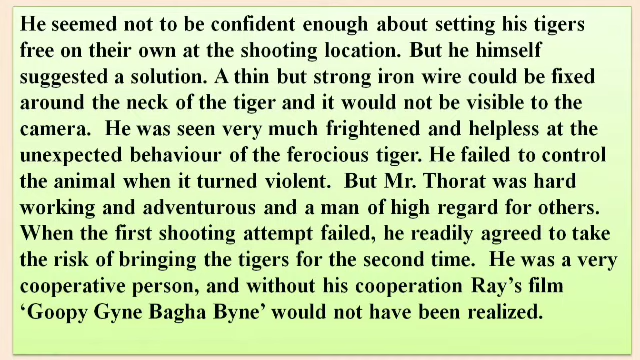 He seemed not to be confident enough about setting his tigers
free on their own at the shooting location. But he himself
suggested a solution. A thin but strong iron wire could be fixed
around the neck of the tiger and it would not be visible to the
camera. He was seen very much frightened and helpless at the
unexpected behaviour of the ferocious tiger. He failed to control
the animal when it turned violent. But Mr. Thorat was hard
working and adventurous and a man of high regard for others.
When the first shooting attempt failed, he readily agreed to take
the risk of bringing the tigers for the second time. He was a very
cooperative person, and without his cooperation Ray’s film
‘Goopy Gyne Bagha Byne’ would not have been realized.